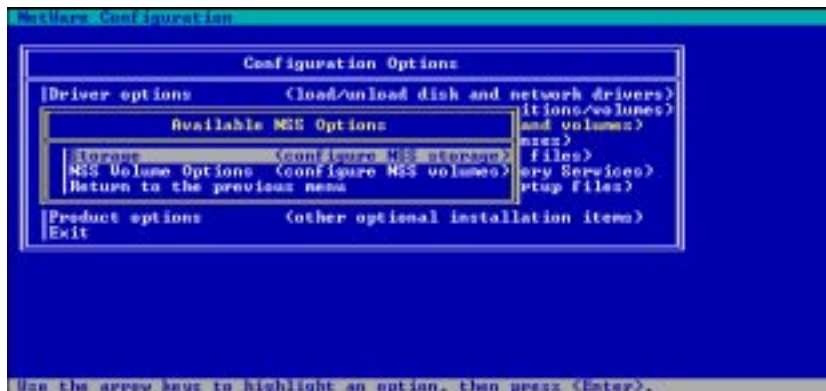 NetWare Configuration
Configuration Options
Driver options (load/unload disk and network drivers)
itions/volumes)
Available NSS Options
and volumes)
nses)
Storage (configure NSS storage)
files)
NSS Volume Options (configure NSS volumes)
ory Services)
Return to the previous menu
rtup files)
Product options (other optional installation items)
Exit
Use the arrow keys to highlight an option, then press <Enter>.